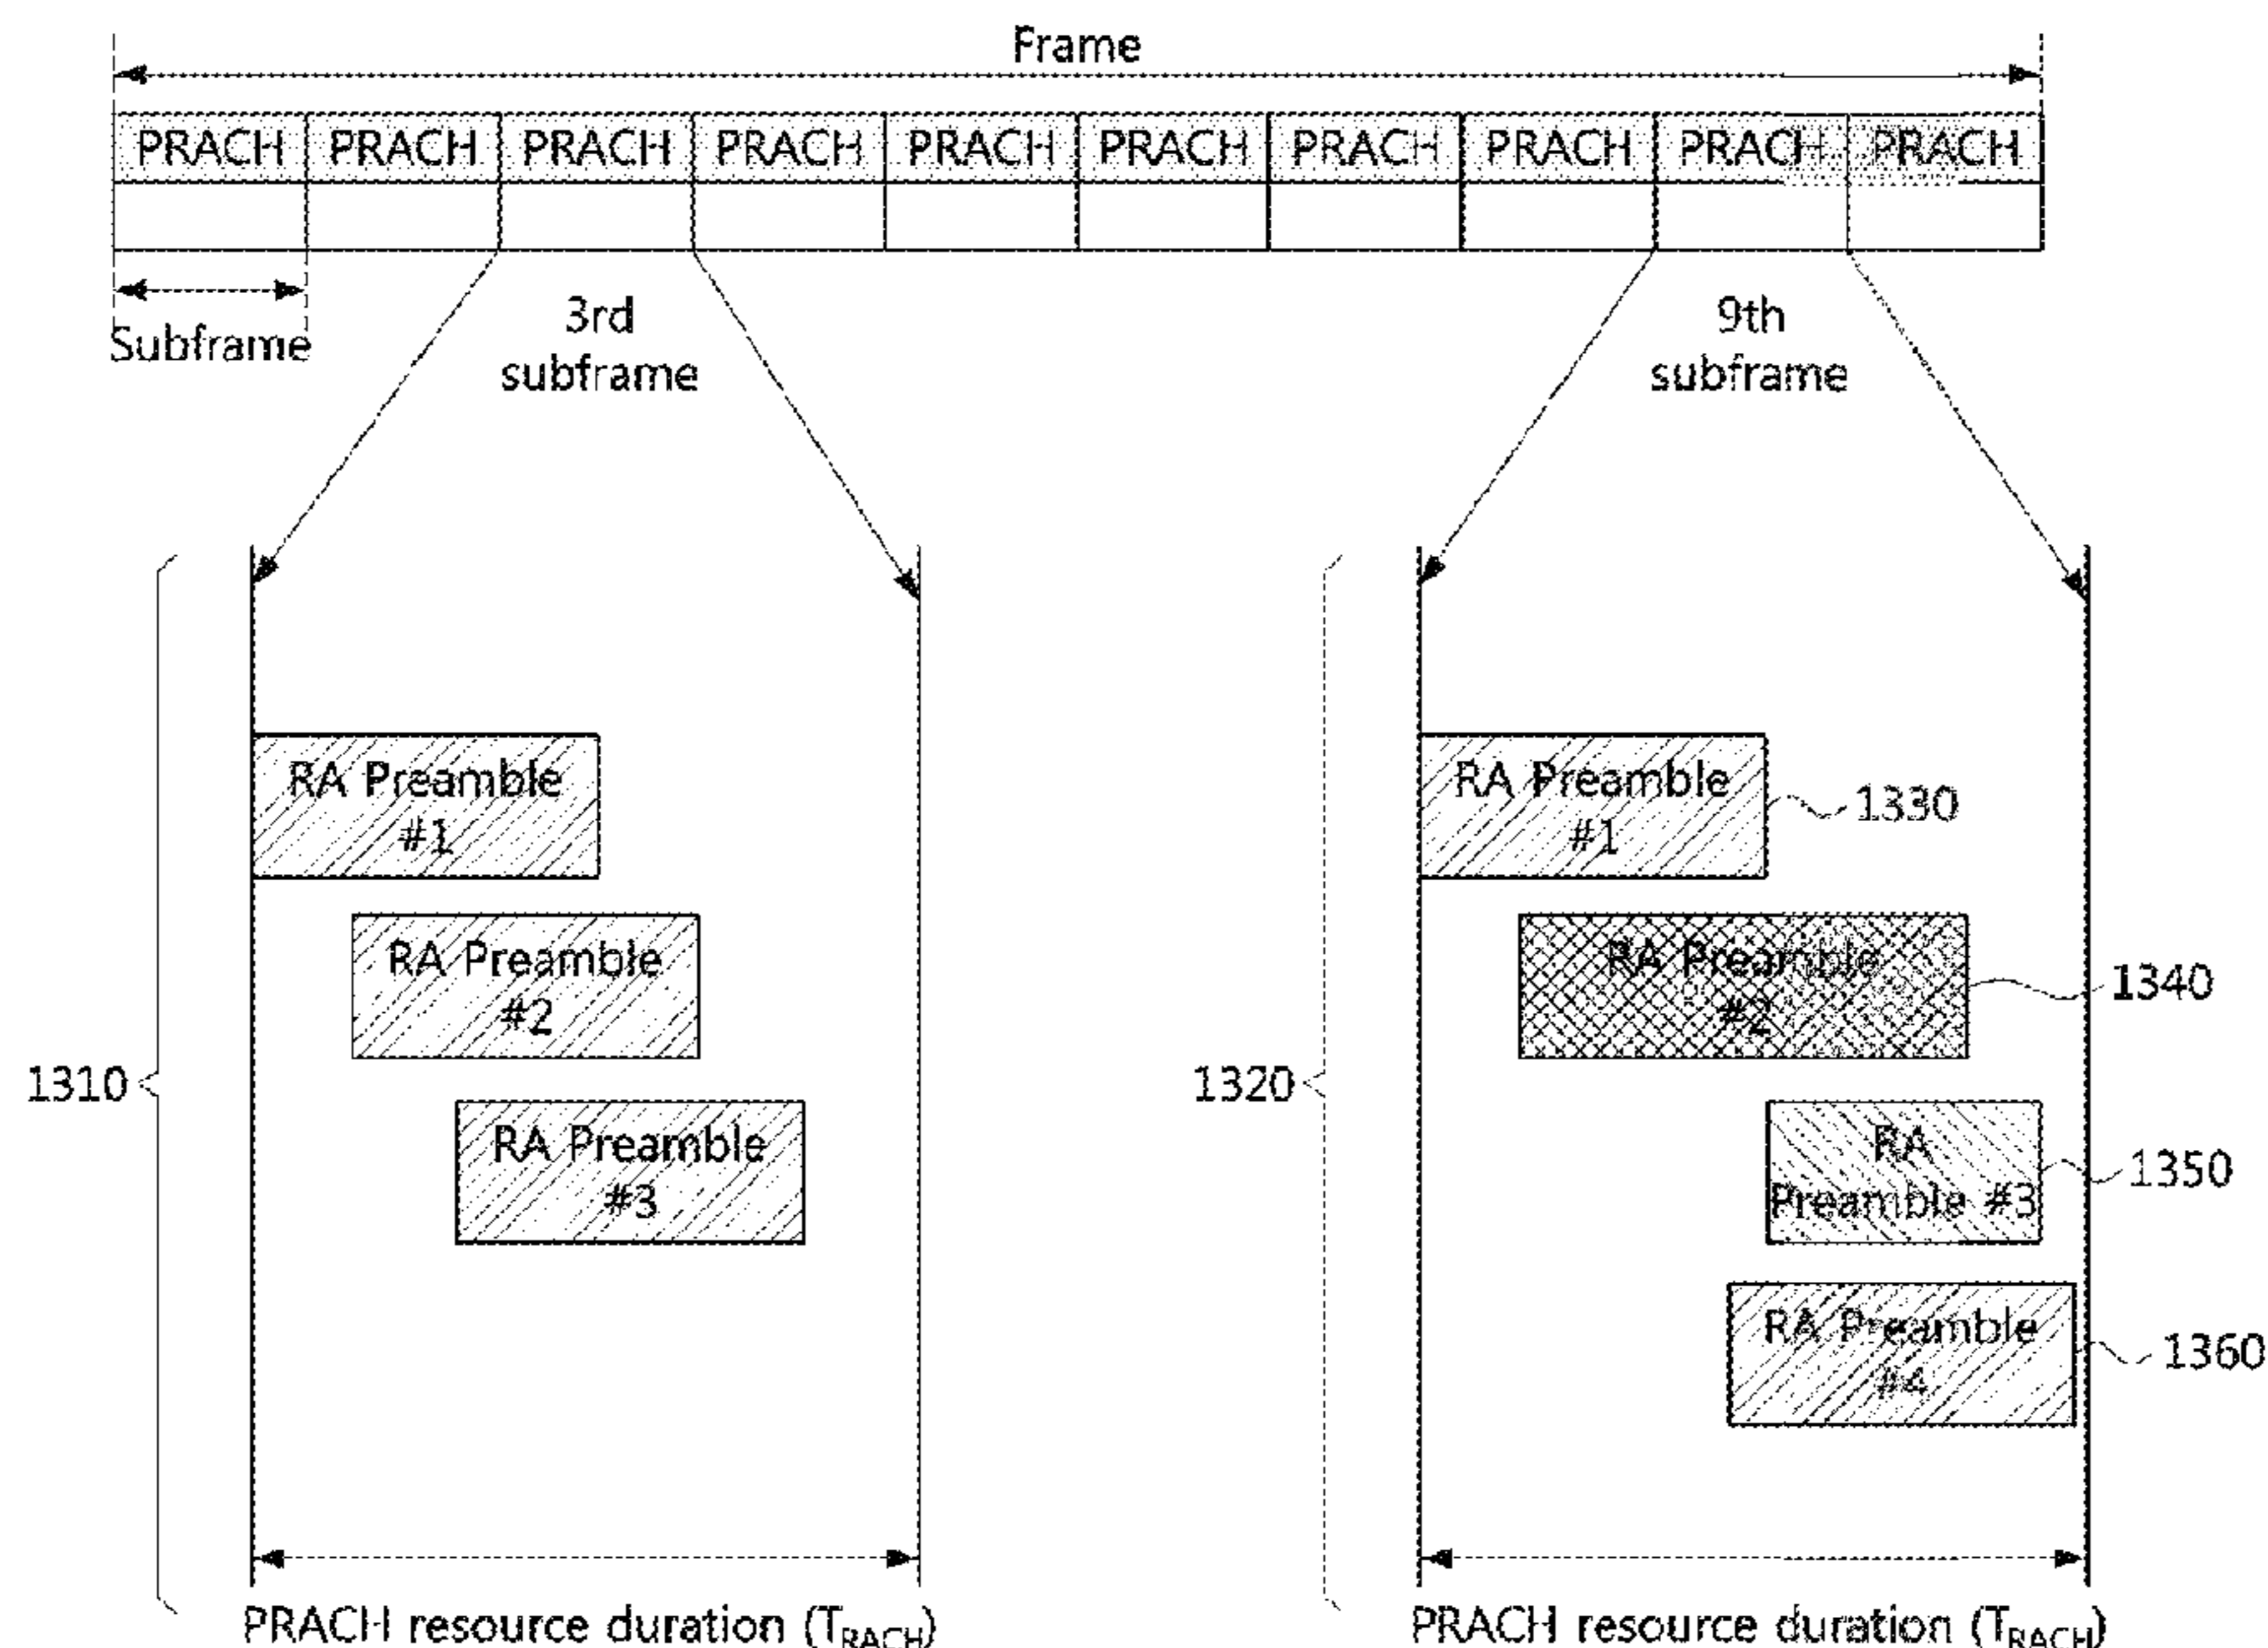 Frame
PRACH PRACH PRACH PRACH PRACH PRACH PRACH PRACH PRACH PRACH
Subframe
3rd
subframe
9th
subframe
1310
RA Preamble
#1
RA Preamble
#2
RA Preamble
#3
PRACH resource duration (TRACH)
1320
RA Preamble
#1
1330
RA Preamble
#2
1340
RA
Preamble #3
1350
RA Preamble
#4
1360
PRACH resource duration (TRACH)